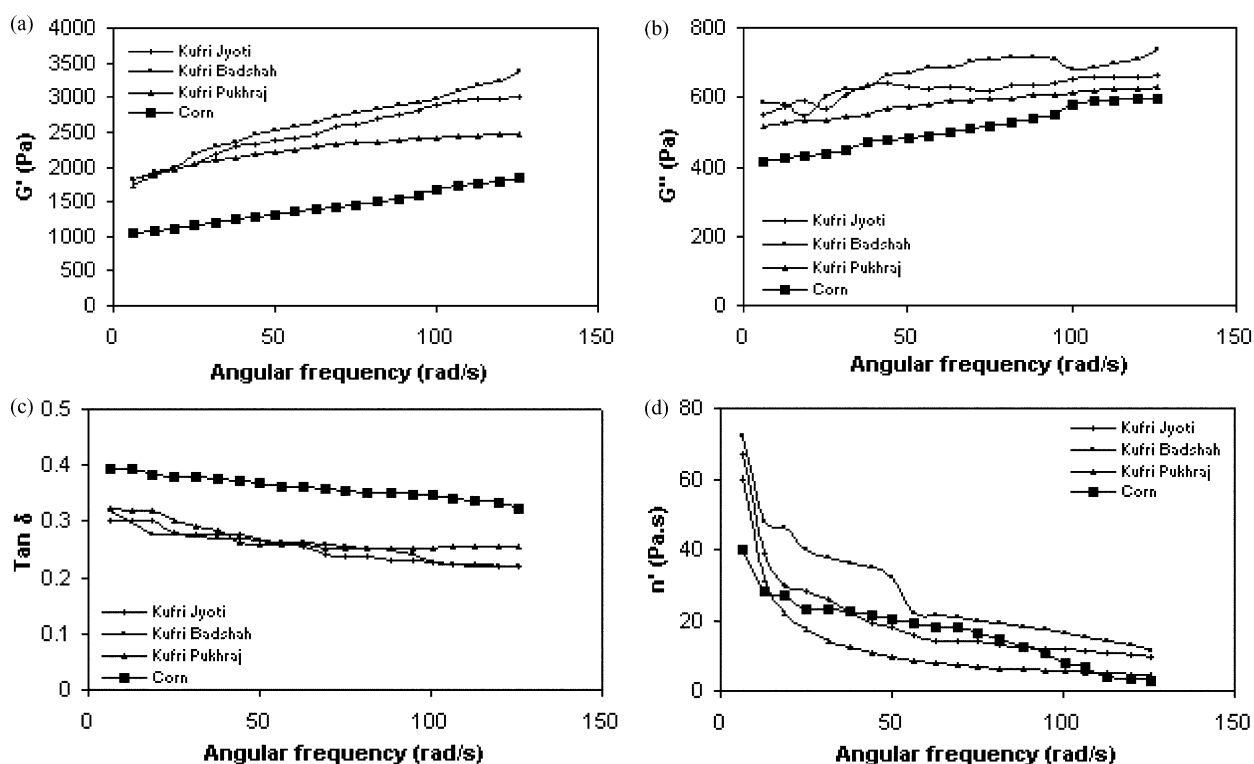 (a)
4000
3500
3000
2500
2000
1500
1000
500
0
G' (Pa)
Kufri Jyoti
Kufri Badshah
Kufri Pukhraj
Corn
0
50
100
150
Angular frequency (rad/s)
(b)
800
600
400
200
0
G'' (Pa)
Kufri Jyoti
Kufri Badshah
Kufri Pukhraj
Corn
0
50
100
150
Angular frequency (rad/s)
(c)
0.5
0.4
0.3
0.2
0.1
0
Tan δ
Kufri Jyoti
Kufri Badshah
Kufri Pukhraj
Corn
0
50
100
150
Angular frequency (rad/s)
(d)
80
60
40
20
0
n' (Pa.s)
Kufri Jyoti
Kufri Badshah
Kufri Pukhraj
Corn
0
50
100
150
Angular frequency (rad/s)